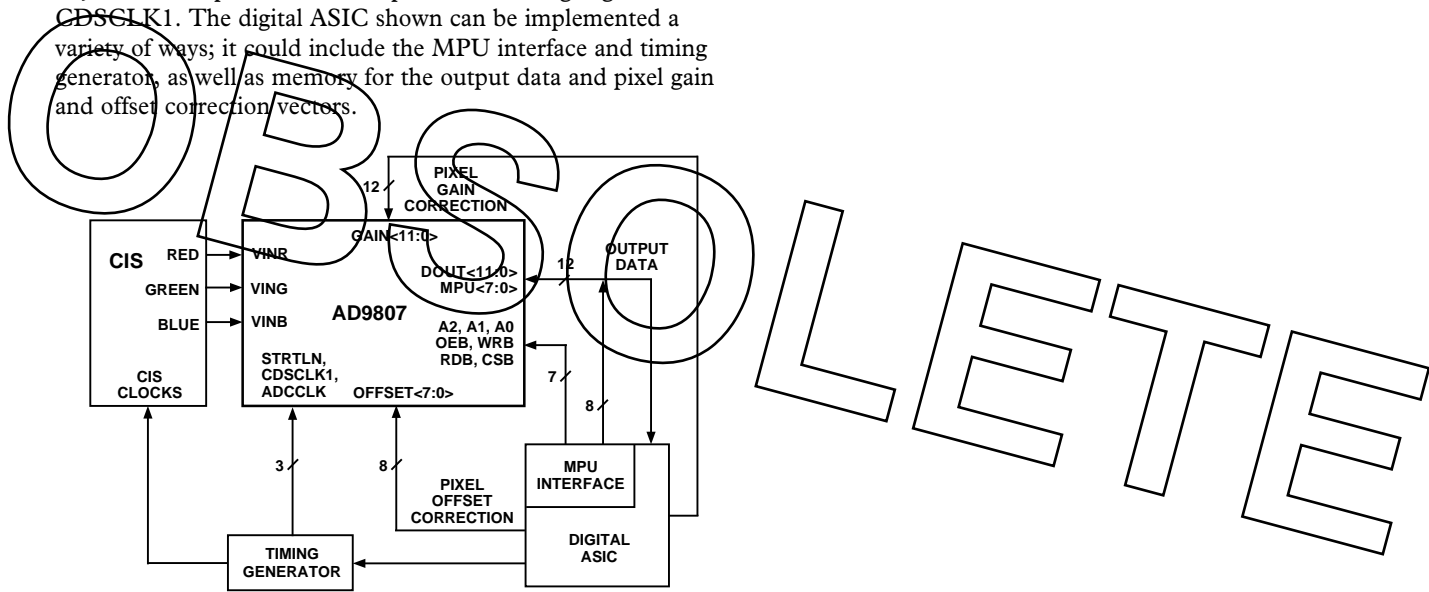 CDSCLK1. The digital ASIC shown can be implemented a
variety of ways; it could include the MPU interface and timing
generator, as well as memory for the output data and pixel gain
and offset correction vectors.
OBSOLETE
12
PIXEL
GAIN
CORRECTION
CIS
RED
GREEN
BLUE
CIS
CLOCKS
GAIN<11:0>
VINR
VING
VINB
AD9807
DOUT<11:0>
MPU<7:0>
A2, A1, A0
OEB, WRB
RDB, CSB
STRTLN,
CDSCLK1,
ADCCLK
OFFSET<7:0>
12
OUTPUT
DATA
7
8
3
8
PIXEL
OFFSET
CORRECTION
MPU
INTERFACE
DIGITAL
ASIC
TIMING
GENERATOR